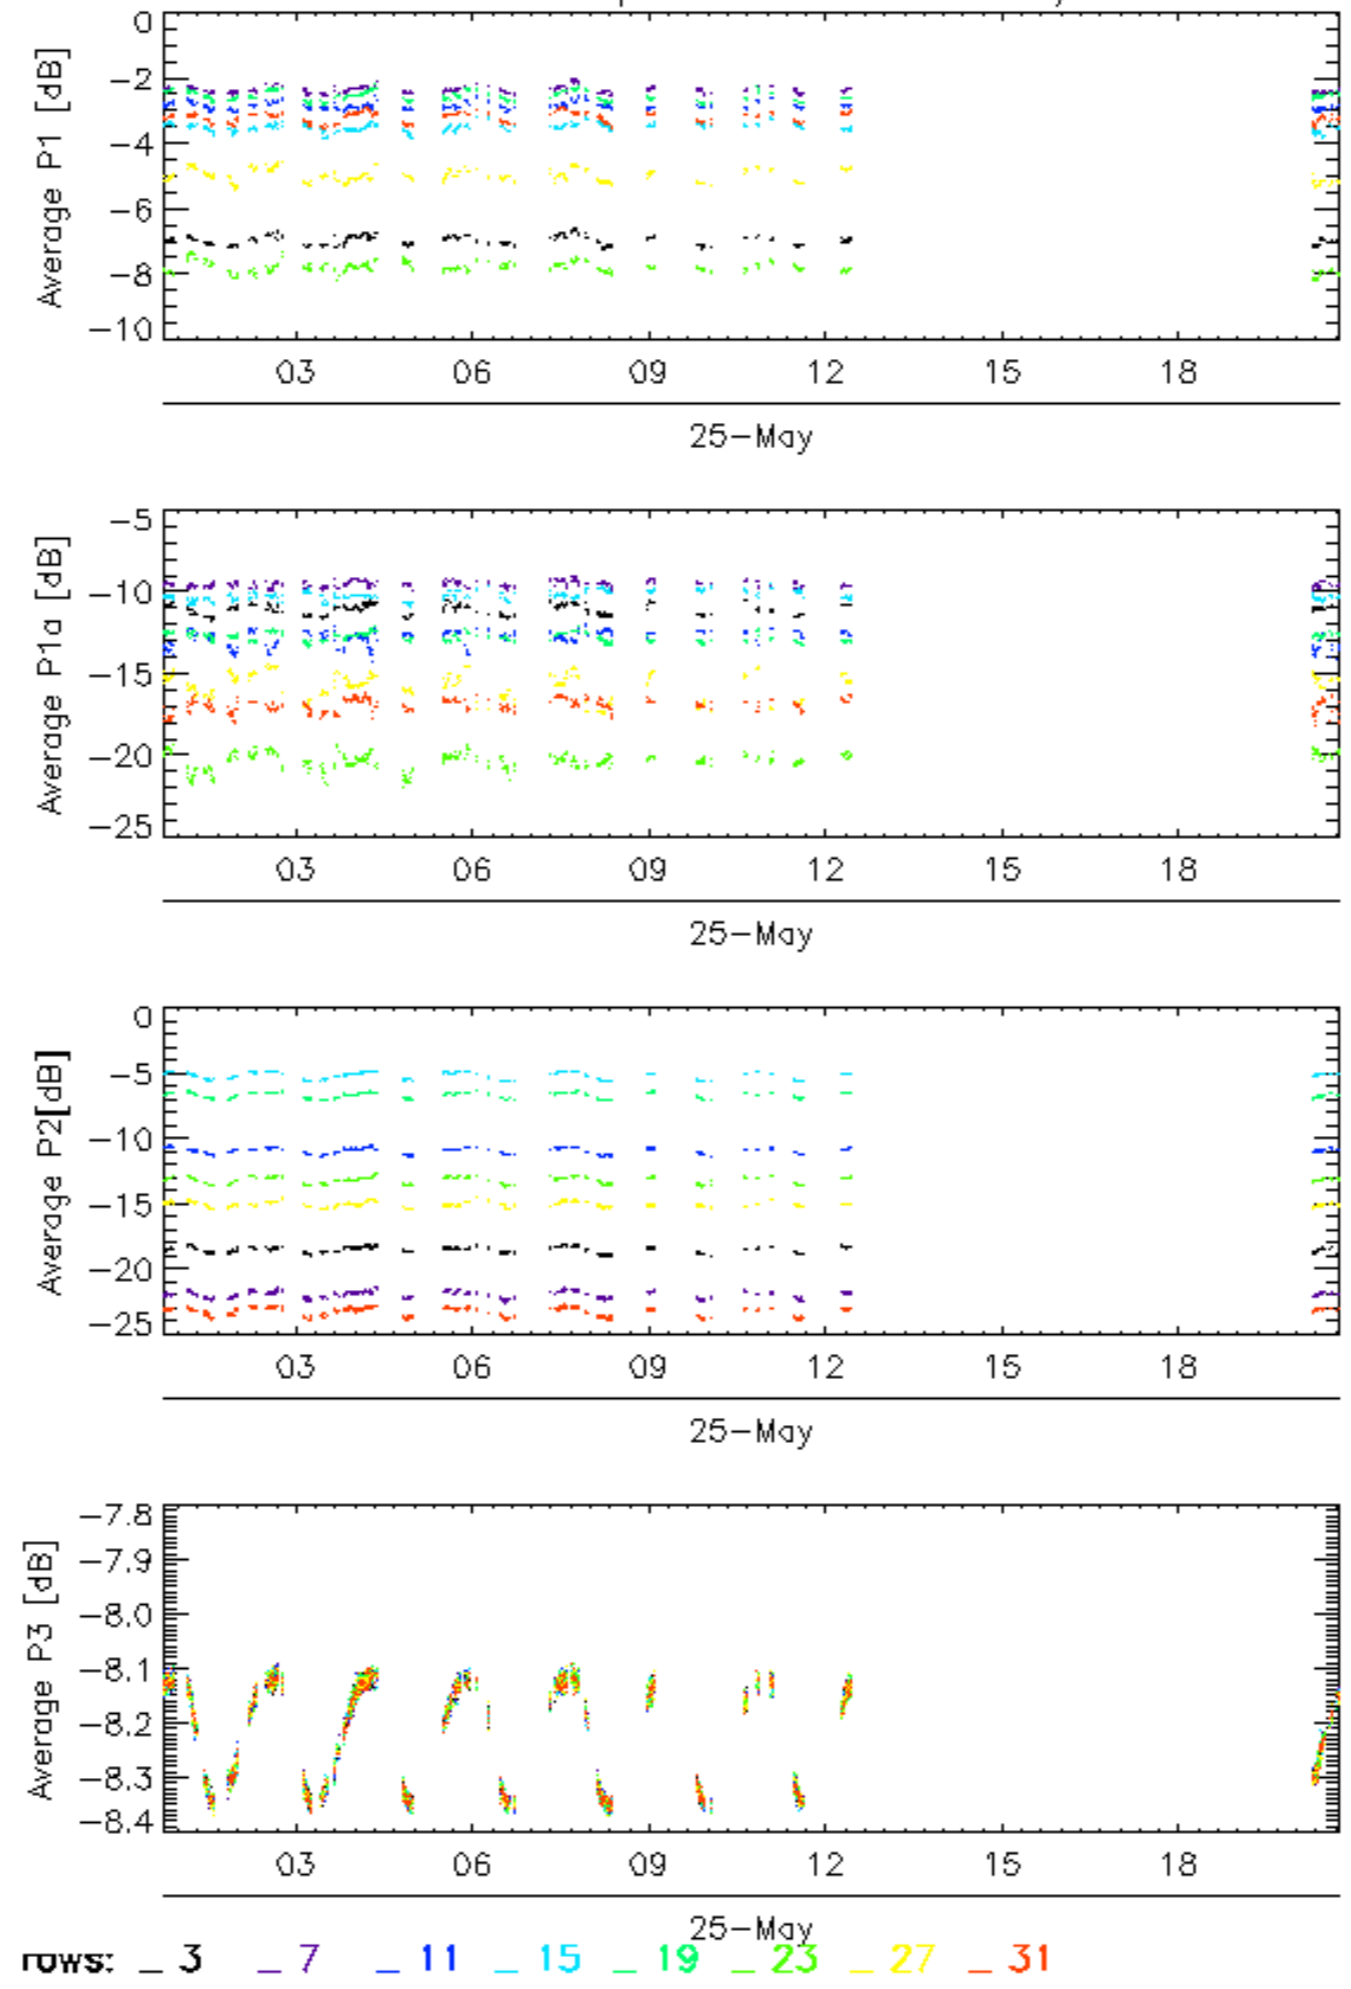 0
-2
-4
-6
-8
-10
Average P1 [dB]
03 06 09 12 15 18
25-May
-5
-10
-15
-20
-25
Average P1a [dB]
03 06 09 12 15 18
25-May
0
-5
-10
-15
-20
-25
Average P2[dB]
03 06 09 12 15 18
25-May
-7.8
-7.9
-8.0
-8.1
-8.2
-8.3
-8.4
Average P3 [dB]
03 06 09 12 15 18
25-May
rows: _ 3 _ 7 _ 11 _ 15 _ 19 _ 23 _ 27 _ 31